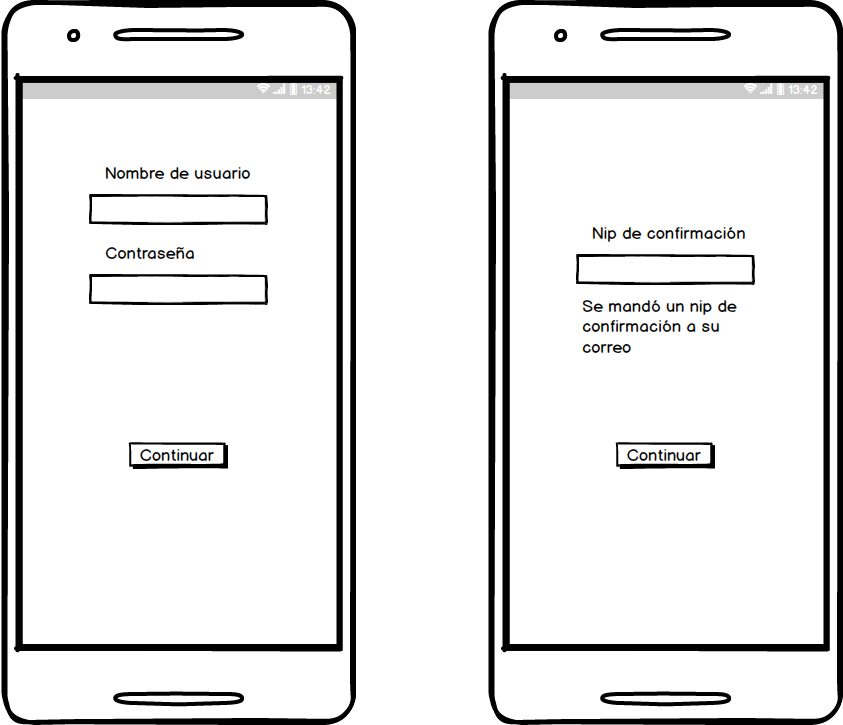 13:42
Nombre de usuario
Contraseña
Continuar
13:42
Nip de confirmación
Se mandó un nip de
confirmación a su
correo
Continuar